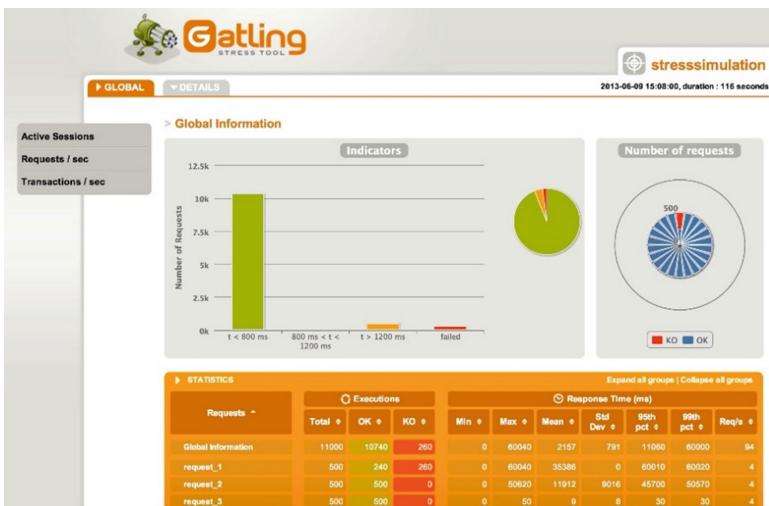 Gatling
STRESS TOOL
stresssimulation
GLOBAL DETAILS
2013-06-09 15:08:00, duration : 116 seconds
Active Sessions
Requests / sec
Transactions / sec
> Global Information
Indicators
Number of Requests
12.5k
10k
7.5k
5k
2.5k
0k
t < 800 ms
800 ms < t <
1200 ms
t > 1200 ms
failed
Number of requests
500
KO OK
STATISTICS Expand all groups | Collapse all groups
Requests Executions Response Time (ms)
Total OK KO Min Max Mean Std Dev 95th pct 99th pct Req/s
Global Information 11000 10740 260 0 60040 2157 791 11060 60000 94
request_1 500 240 260 0 60040 35386 0 60010 60020 4
request_2 500 500 0 0 50620 11912 9016 45700 50570 4
request_3 500 500 0 0 50 9 8 30 30 4